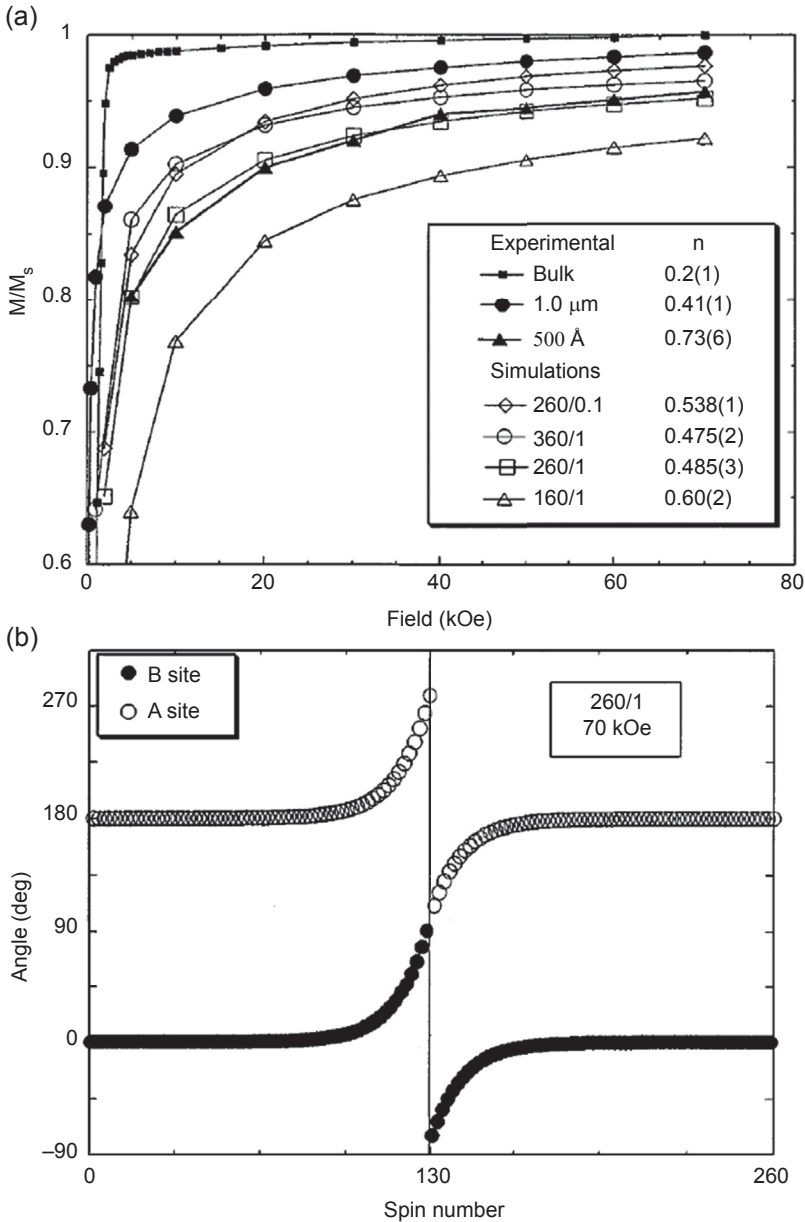 (a)
1
0.9
0.8
0.7
0.6
M/Ms
0
20
40
60
80
Field (kOe)
Experimental n
Bulk 0.2(1)
1.0 μm 0.41(1)
500 Å 0.73(6)
Simulations
260/0.1 0.538(1)
360/1 0.475(2)
260/1 0.485(3)
160/1 0.60(2)
(b)
270
180
90
0
–90
Angle (deg)
B site
A site
260/1
70 kOe
0
130
260
Spin number